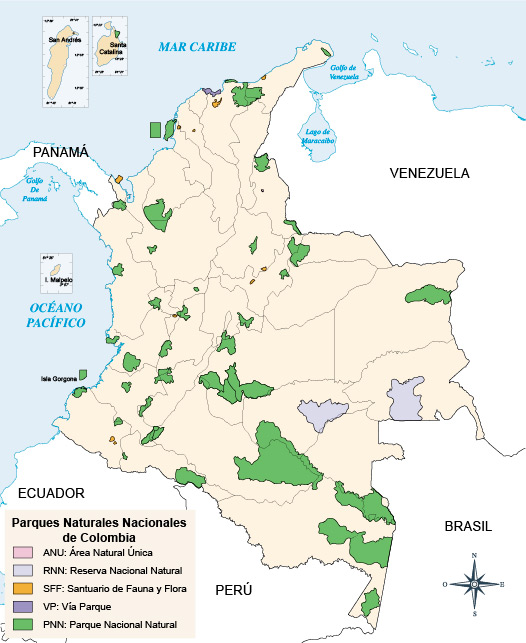 San Andrés
Santa
Catalina
MAR CARIBE
Golfo de
Venezuela
Lago de
Maracaibo
PANAMÁ
VENEZUELA
Golfo
De
Panamá
I. Malpelo
OCÉANO
PACÍFICO
Isla Gorgona
ECUADOR
BRASIL
PERÚ
Parques Naturales Nacionales
de Colombia
ANU: Área Natural Única
RNN: Reserva Nacional Natural
SFF: Santuario de Fauna y Flora
VP: Vía Parque
PNN: Parque Nacional Natural
N
O
E
S